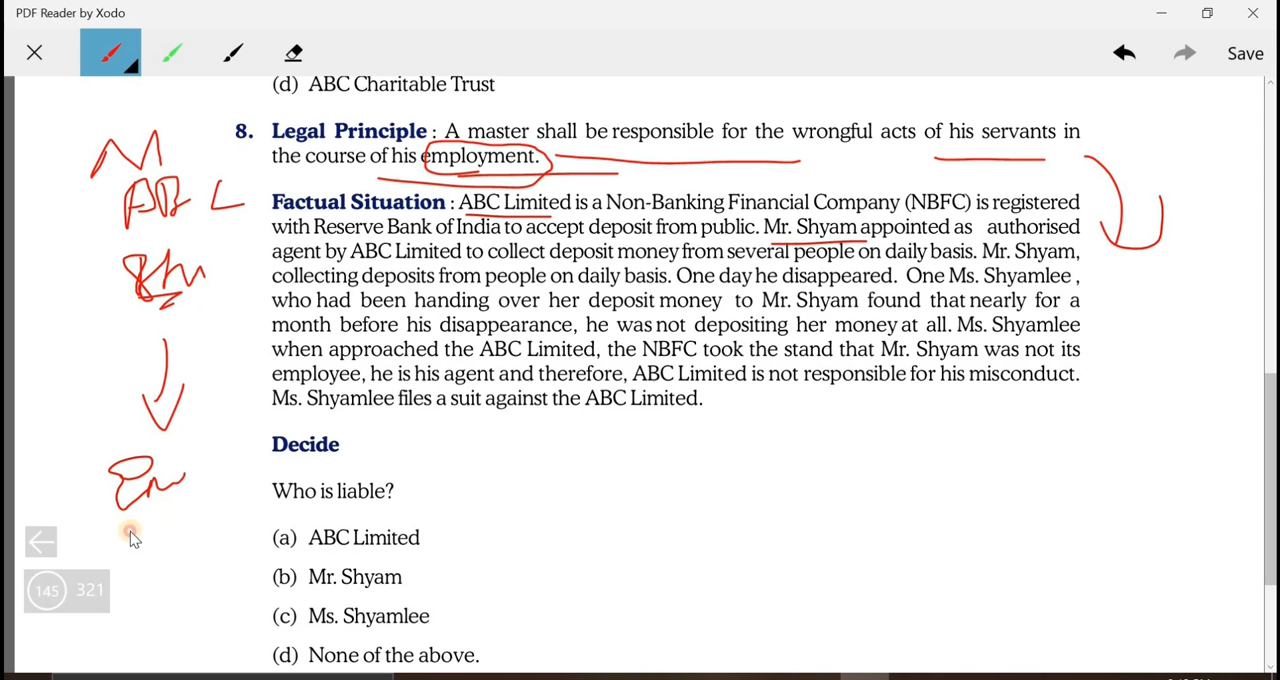 PDF Reader by Xodo
Save
(d) ABC Charitable Trust
8. Legal Principle : A master shall be responsible for the wrongful acts of his servants in
the course of his employment.
Factual Situation : ABC Limited is a Non-Banking Financial Company (NBFC) is registered
with Reserve Bank of India to accept deposit from public. Mr. Shyam appointed as authorised
agent by ABC Limited to collect deposit money from several people on daily basis. Mr. Shyam,
collecting deposits from people on daily basis. One day he disappeared. One Ms. Shyamlee ,
who had been handing over her deposit money to Mr. Shyam found that nearly for a
month before his disappearance, he was not depositing her money at all. Ms. Shyamlee
when approached the ABC Limited, the NBFC took the stand that Mr. Shyam was not its
employee, he is his agent and therefore, ABC Limited is not responsible for his misconduct.
Ms. Shyamlee files a suit against the ABC Limited.
Decide
Who is liable?
(a) ABC Limited
(b) Mr. Shyam
(c) Ms. Shyamlee
(d) None of the above.
M
ABC L
145 321